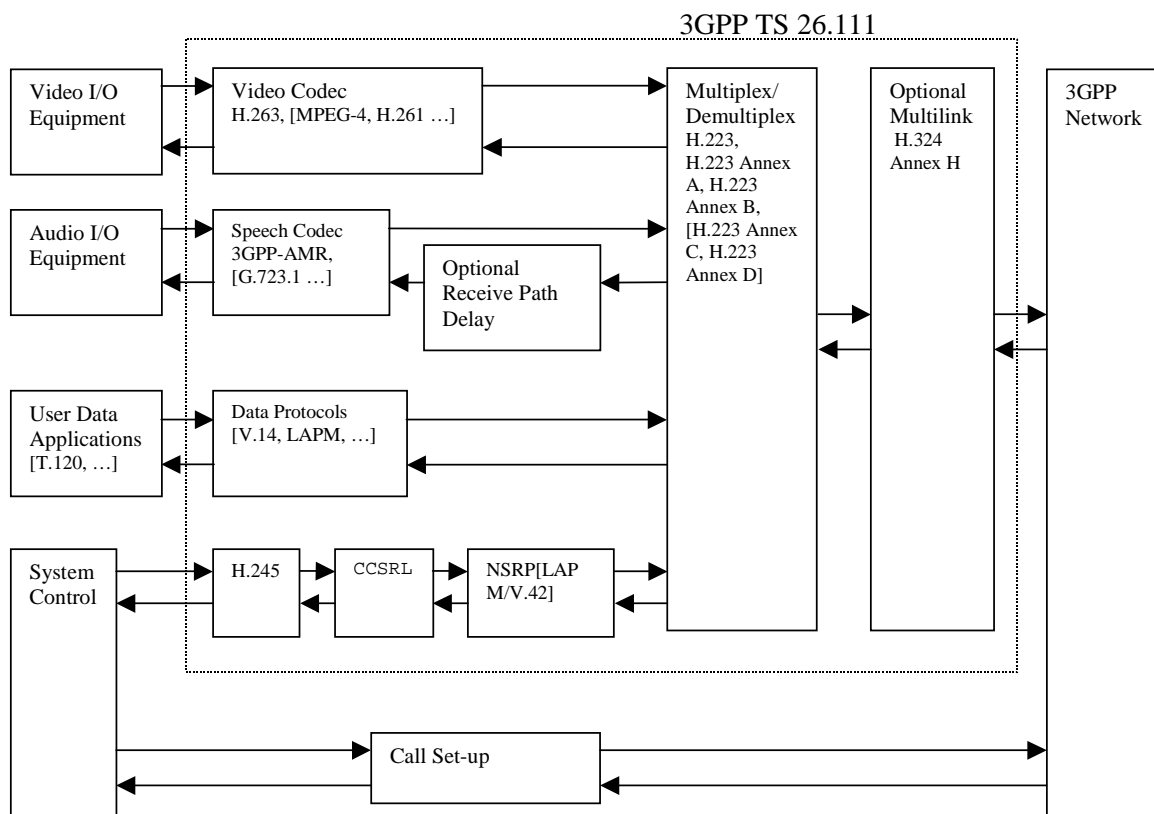 3GPP TS 26.111
Video I/O
Equipment
Video Codec
H.263, [MPEG-4, H.261 …]
Multiplex/
Demultiplex
H.223,
H.223 Annex
A, H.223
Annex B,
[H.223 Annex
C, H.223
Annex D]
Optional
Multilink
H.324
Annex H
3GPP
Network
Audio I/O
Equipment
Speech Codec
3GPP-AMR,
[G.723.1 …]
Optional
Receive Path
Delay
User Data
Applications
[T.120, …]
Data Protocols
[V.14, LAPM, …]
System
Control
H.245
CCSRL
NSRP[LAP
M/V.42]
Call Set-up